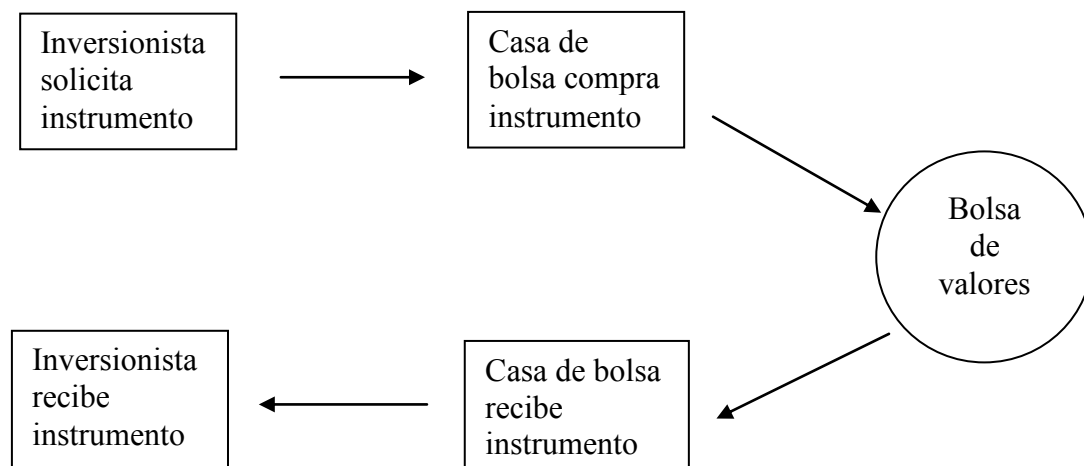 Inversionista
solicita
instrumento
Casa de
bolsa compra
instrumento
Bolsa
de
valores
Casa de bolsa
recibe
instrumento
Inversionista
recibe
instrumento